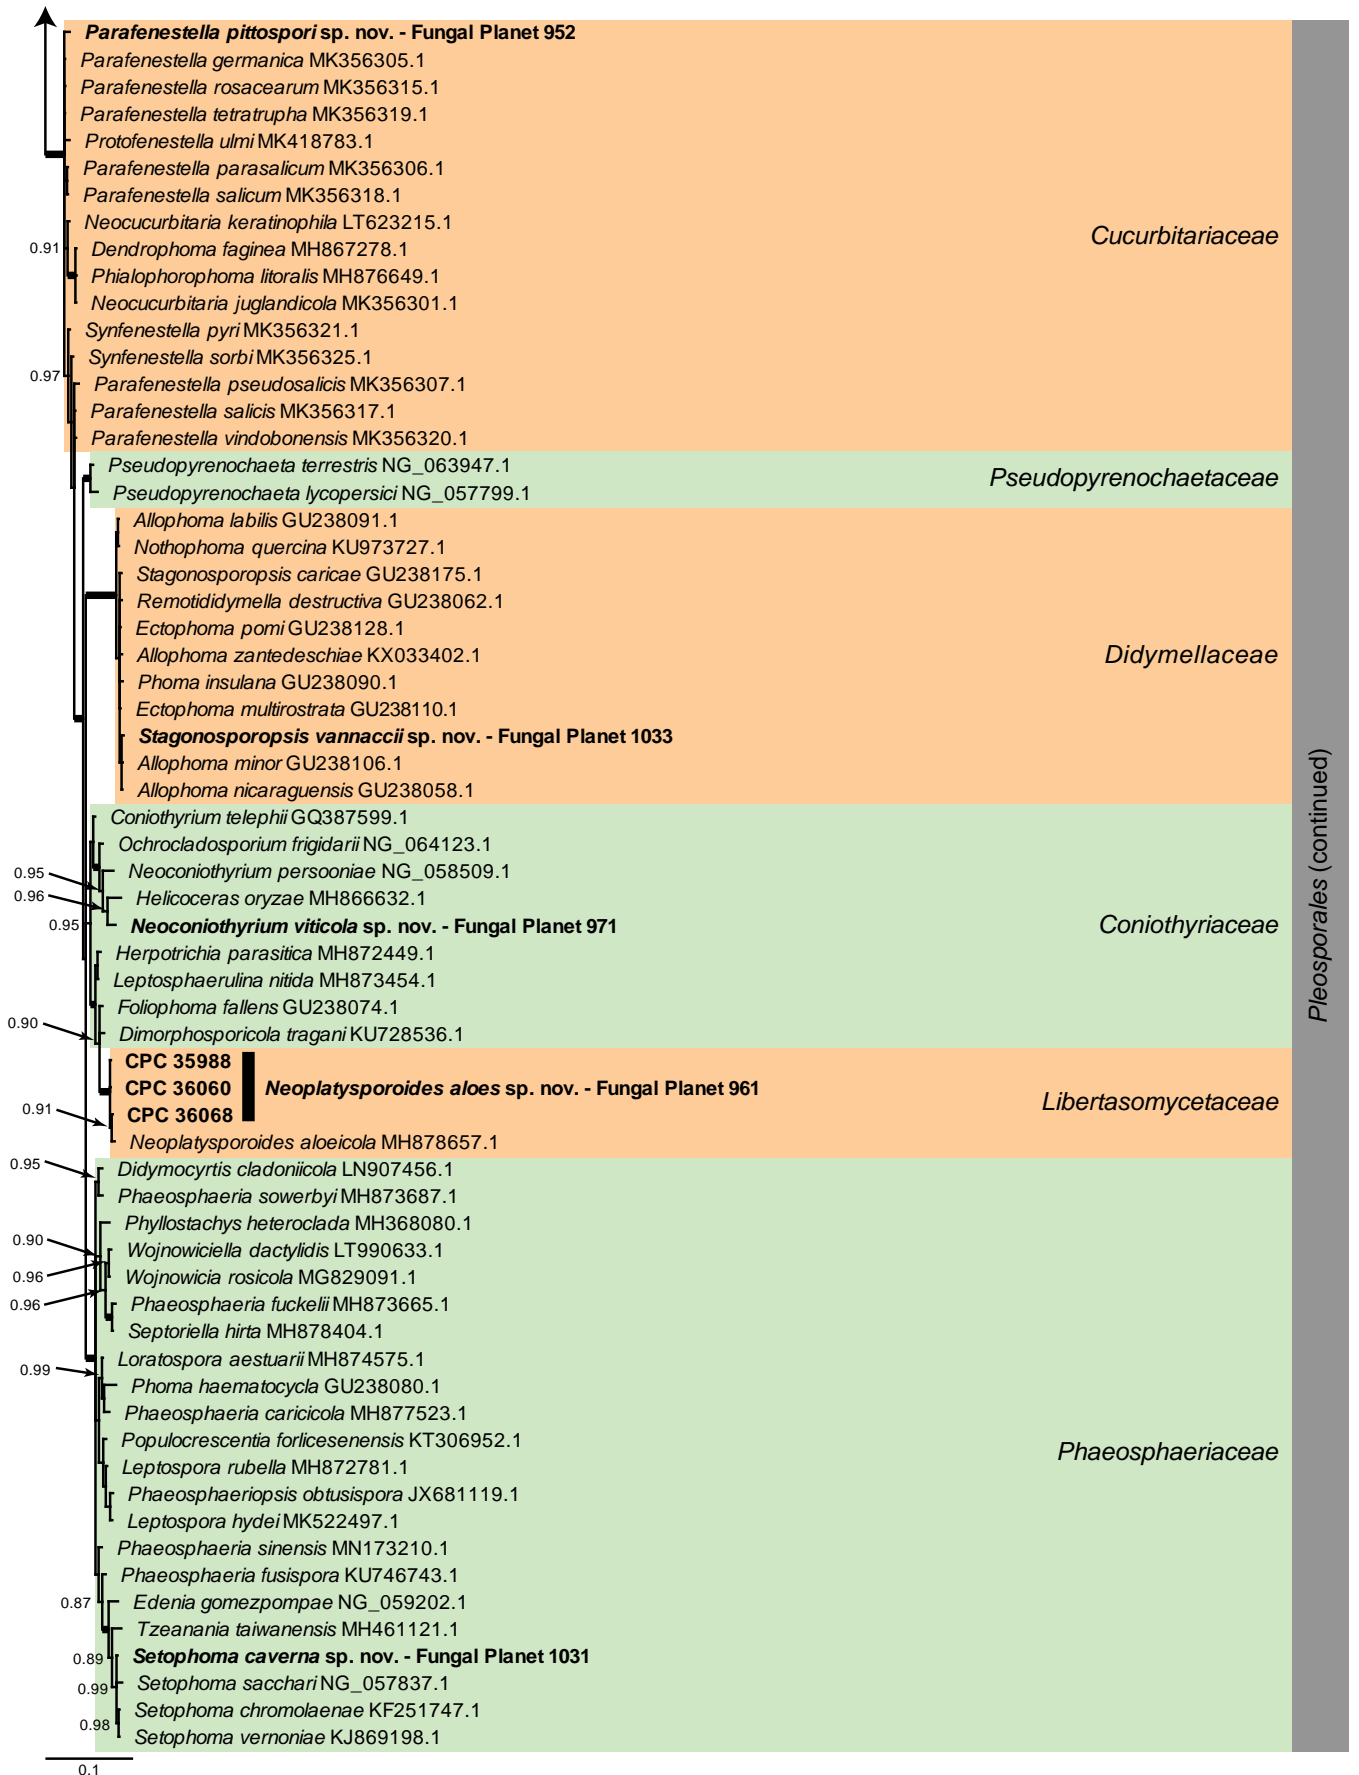 Parafenestella pittospori sp. nov. - Fungal Planet 952
Parafenestella germanica MK356305.1
Parafenestella rosacearum MK356315.1
Parafenestella tetratrupha MK356319.1
Protofenestella ulmi MK418783.1
Parafenestella parasalicum MK356306.1
Parafenestella salicum MK356318.1
Neocucurbitaria keratinophila LT623215.1
Cucurbitariaceae
0.91
Dendrophoma faginea MH867278.1
Phialophorophoma litoralis MH876649.1
Neocucurbitaria juglandicola MK356301.1
Synfenestella pyri MK356321.1
Synfenestella sorbi MK356325.1
0.97
Parafenestella pseudosalicis MK356307.1
Parafenestella salicis MK356317.1
Parafenestella vindobonensis MK356320.1
Pseudopyrenochaeta terrestris NG_063947.1
Pseudopyrenochaetaceae
Pseudopyrenochaeta lycopersici NG_057799.1
Allophoma labilis GU238091.1
Nothophoma quercina KU973727.1
Stagonosporopsis caricae GU238175.1
Remotididymella destructiva GU238062.1
Ectophoma pomi GU238128.1
Allophoma zantedeschiae KX033402.1
Didymellaceae
Phoma insulana GU238090.1
Ectophoma multirostrata GU238110.1
Stagonosporopsis vannaccii sp. nov. - Fungal Planet 1033
Allophoma minor GU238106.1
Allophoma nicaraguensis GU238058.1
Coniothyrium telephii GQ387599.1
Ochrocladosporium frigidarii NG_064123.1
0.95
Neoconiothyrium persooniae NG_058509.1
0.96
Helicoceras oryzae MH866632.1
0.95
Neoconiothyrium viticola sp. nov. - Fungal Planet 971
Coniothyriaceae
Herpotrichia parasitica MH872449.1
Leptosphaerulina nitida MH873454.1
Foliophoma fallens GU238074.1
0.90
Dimorphosporicola tragani KU728536.1
Pleosporales (continued)
CPC 35988
CPC 36060
Neoplatysporoides aloes sp. nov. - Fungal Planet 961
Libertasomycetaceae
0.91
CPC 36068
Neoplatysporoides aloeicola MH878657.1
0.95
Didymocyrtis cladoniicola LN907456.1
Phaeosphaeria sowerbyi MH873687.1
Phyllostachys heteroclada MH368080.1
0.90
Wojnowiciella dactylidis LT990633.1
0.96
Wojnowicia rosicola MG829091.1
0.96
Phaeosphaeria fuckelii MH873665.1
Septoriella hirta MH878404.1
Loratospora aestuarii MH874575.1
0.99
Phoma haematocycla GU238080.1
Phaeosphaeria caricicola MH877523.1
Populocrescentia forlicesenensis KT306952.1
Phaeosphaeriaceae
Leptospora rubella MH872781.1
Phaeosphaeriopsis obtusispora JX681119.1
Leptospora hydei MK522497.1
Phaeosphaeria sinensis MN173210.1
Phaeosphaeria fusispora KU746743.1
0.87
Edenia gomezpompae NG_059202.1
Tzeanania taiwanensis MH461121.1
0.89
Setophoma caverna sp. nov. - Fungal Planet 1031
0.99
Setophoma sacchari NG_057837.1
Setophoma chromolaenae KF251747.1
0.98
Setophoma vernoniae KJ869198.1
0.1